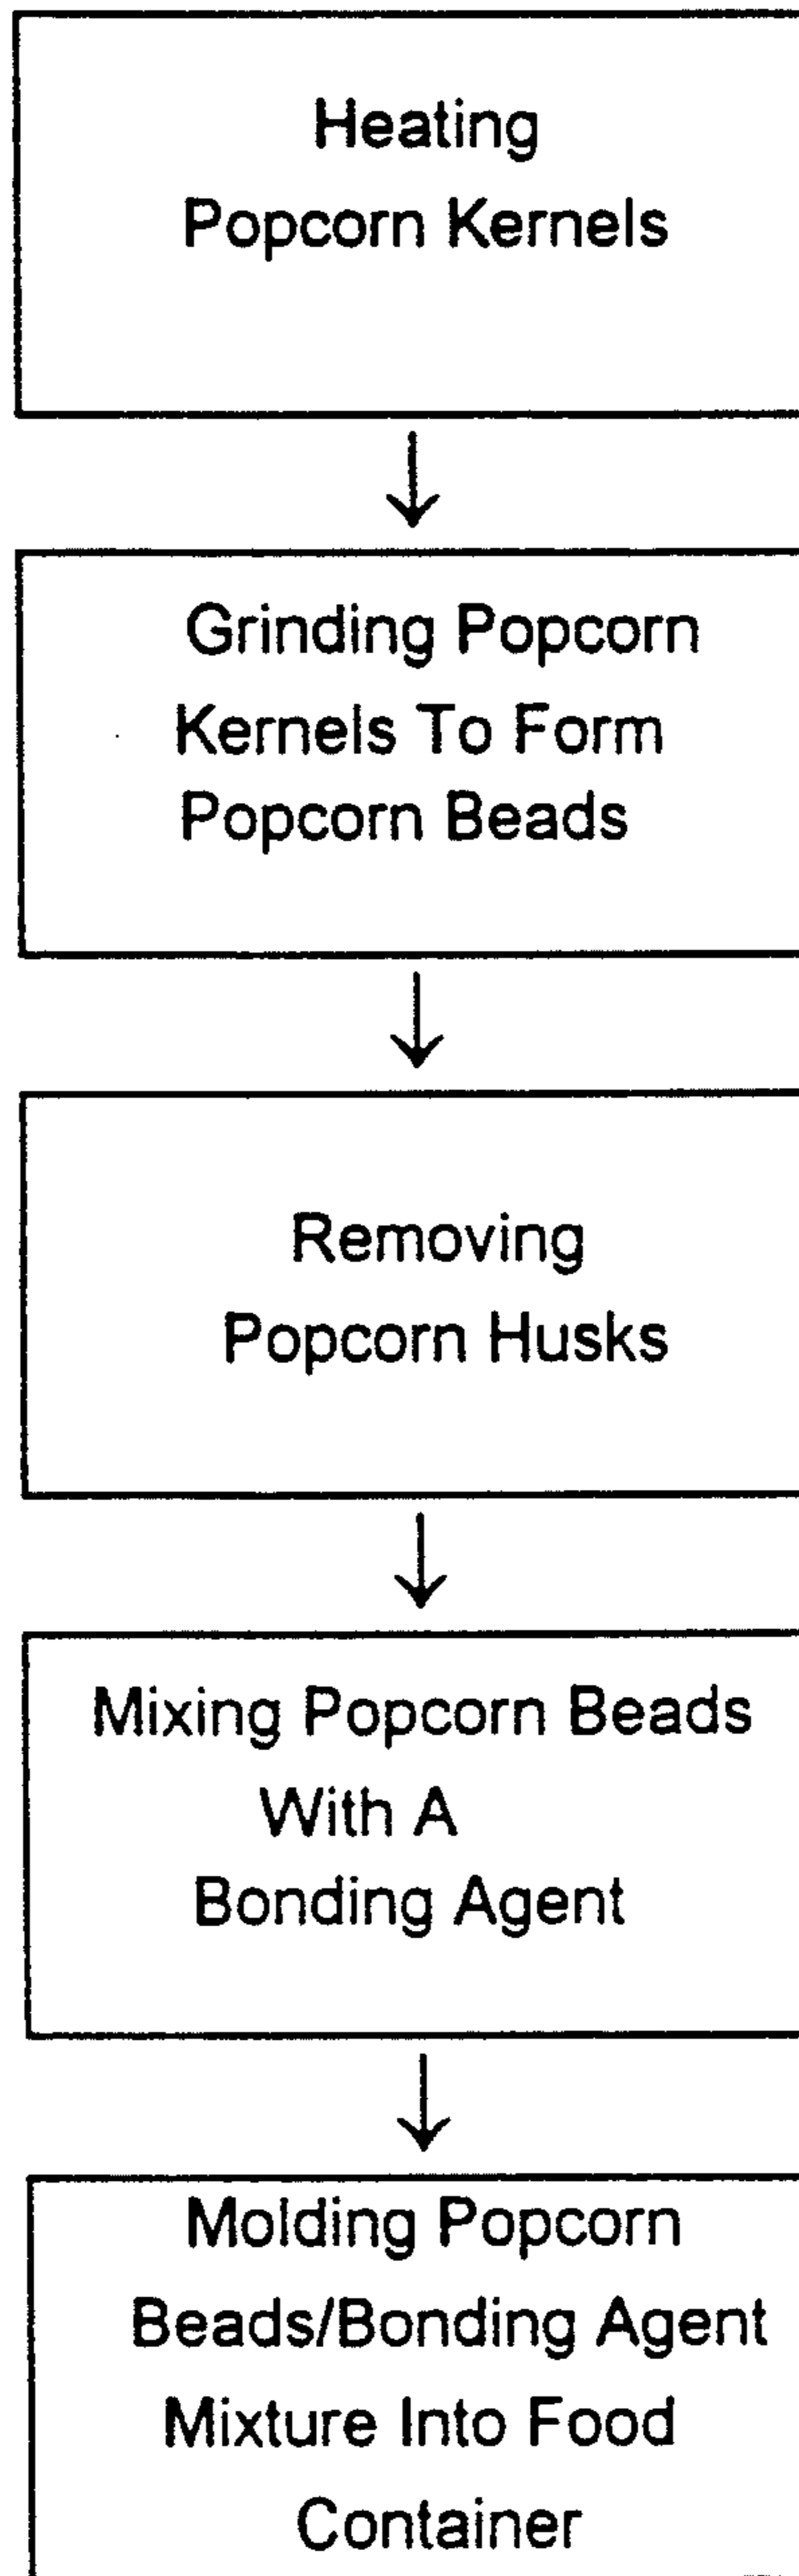 Heating
Popcorn Kernels
Grinding Popcorn
Kernels To Form
Popcorn Beads
Removing
Popcorn Husks
Mixing Popcorn Beads
With A
Bonding Agent
Molding Popcorn
Beads/Bonding Agent
Mixture Into Food
Container